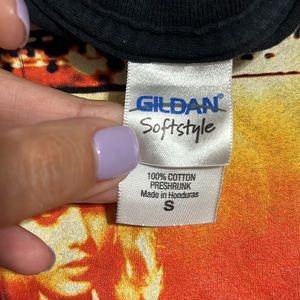 GILDAN
Softstyle
100% COTTON
PRESHRUNK
Made in Honduras
S